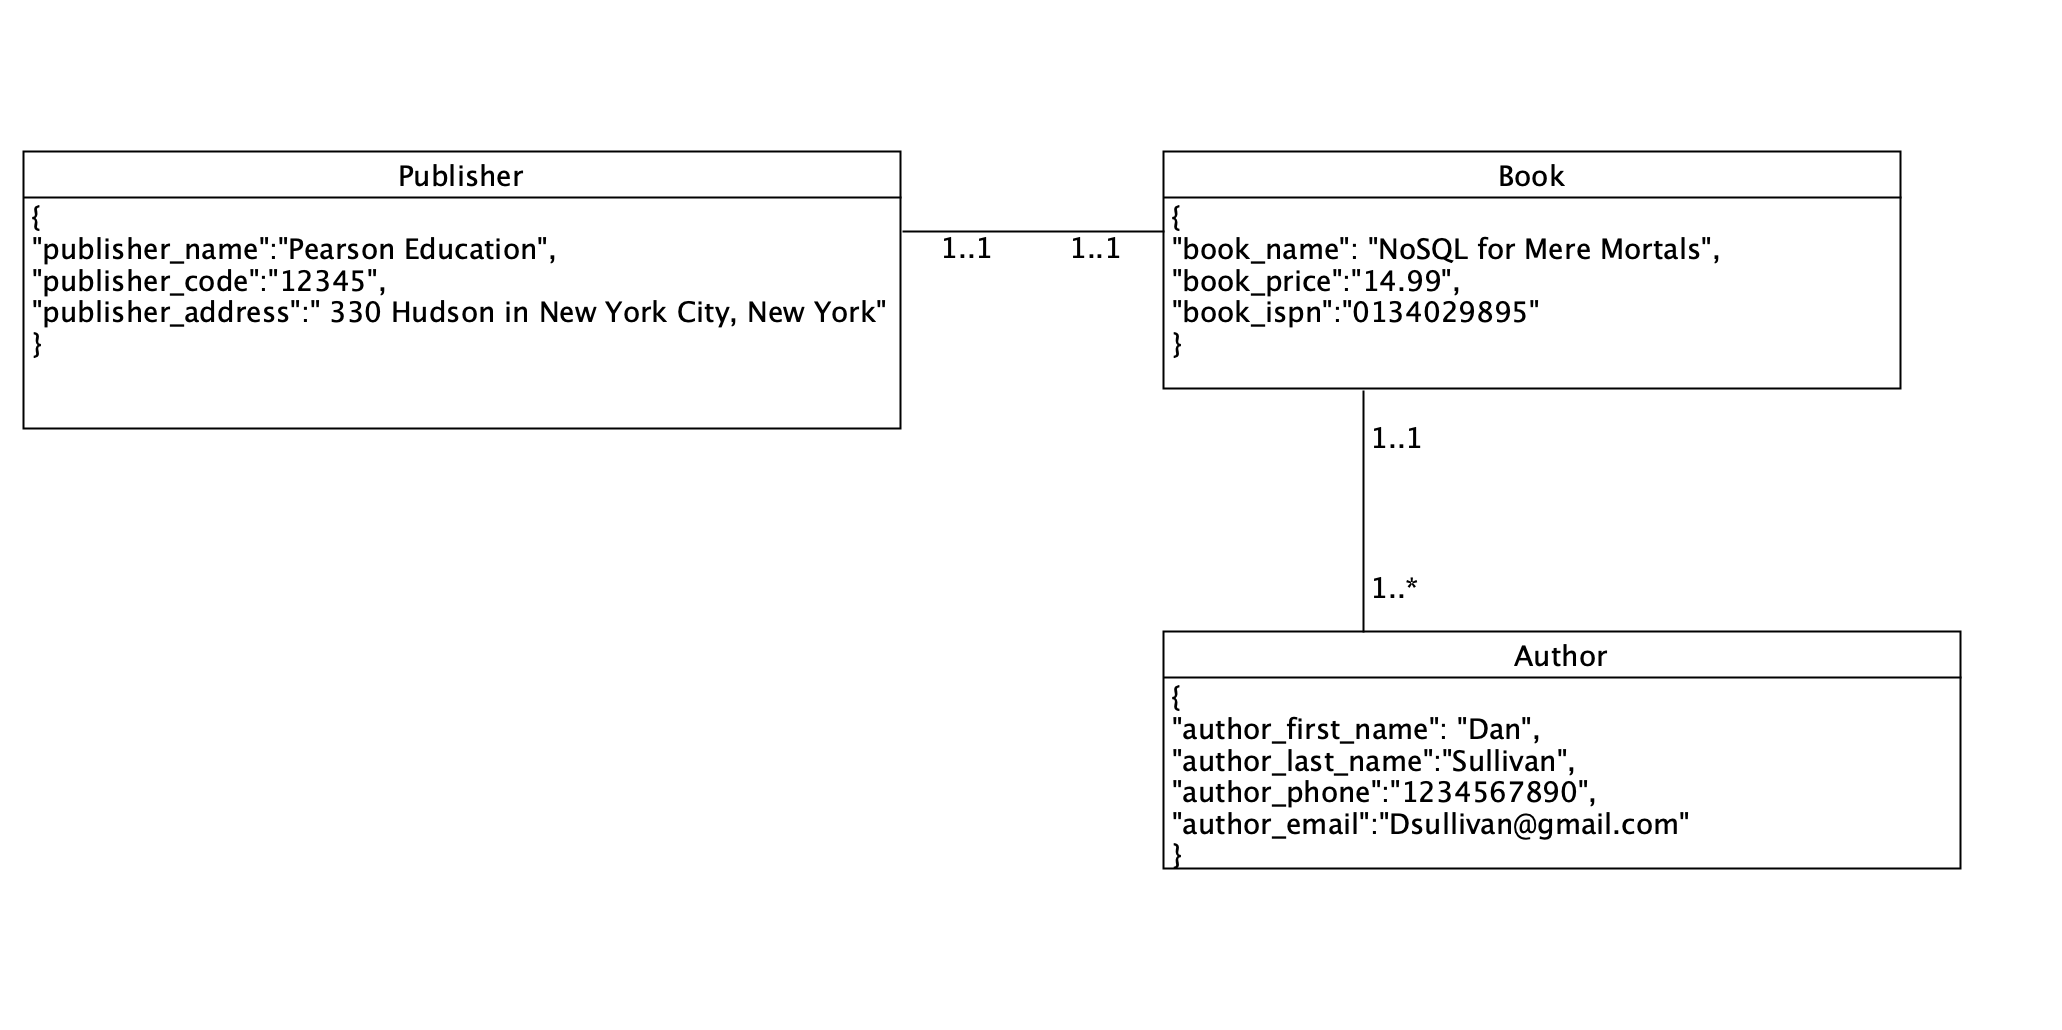 Publisher
{
"publisher_name":"Pearson Education",
"publisher_code":"12345",
"publisher_address":" 330 Hudson in New York City, New York"
}
1..1
1..1
Book
{
"book_name": "NoSQL for Mere Mortals",
"book_price":"14.99",
"book_ispn":"0134029895"
}
1..1
1..*
Author
{
"author_first_name": "Dan",
"author_last_name":"Sullivan",
"author_phone":"1234567890",
"author_email":"Dsullivan@gmail.com"
}